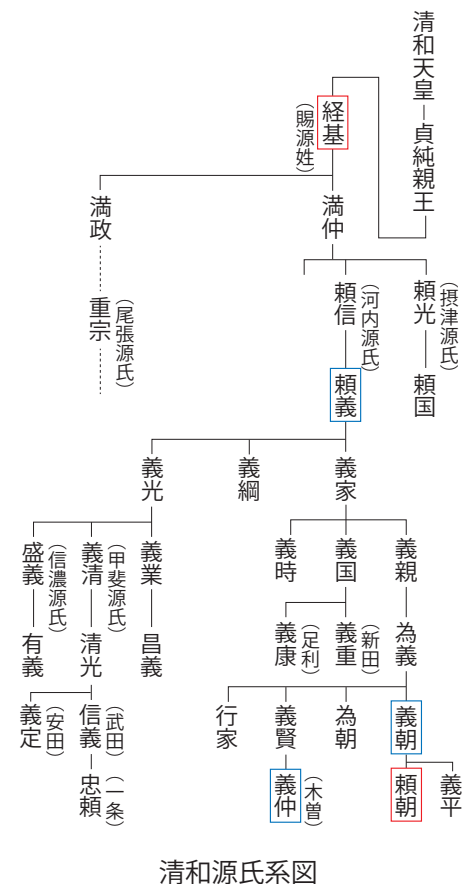 清和天皇
貞純親王
経基
（賜源姓）
満仲
満政
頼光
（摂津源氏）
頼国
頼信
（河内源氏）
重宗
（尾張源氏）
頼義
義家
義綱
義光
義親
義国
義時
義業
義清
（甲斐源氏）
盛義
（信濃源氏）
為義
義重
（新田）
義康
（足利）
昌義
清光
有義
義朝
為朝
義賢
行家
信義
（武田）
義定
（安田）
義平
頼朝
義仲
（木曽）
忠頼
（一条）
清和源氏系図